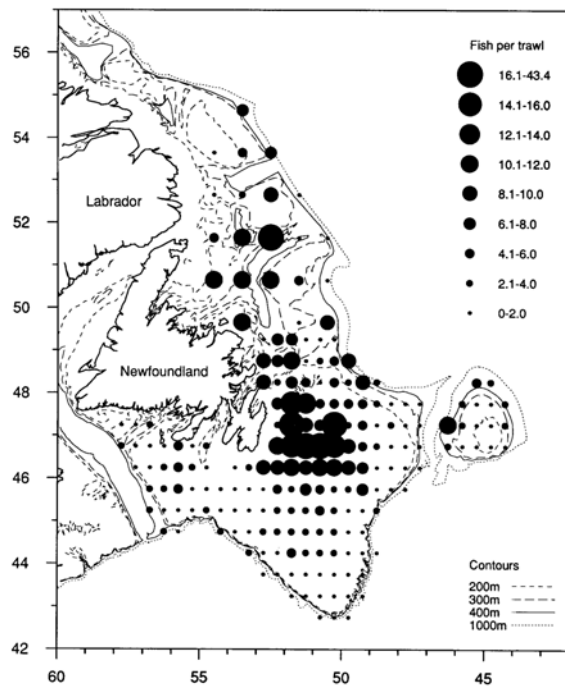 56
54
52
50
48
46
44
42
60
55
50
45
Labrador
Newfoundland
Fish per trawl
16.1-43.4
14.1-16.0
12.1-14.0
10.1-12.0
8.1-10.0
6.1-8.0
4.1-6.0
2.1-4.0
0-2.0
Contours
200m
300m
400m
1000m